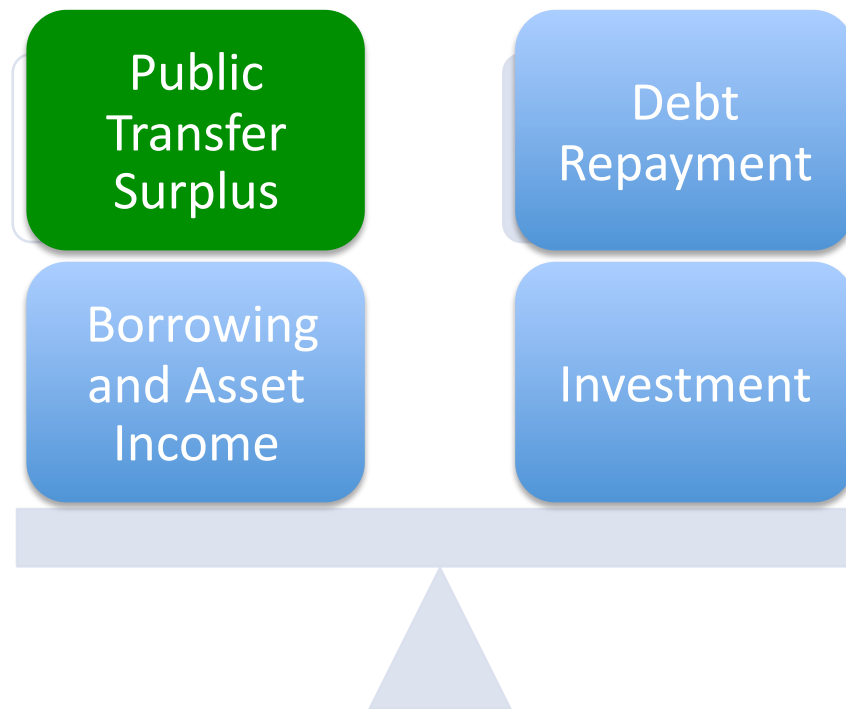 Public
Transfer
Surplus
Debt
Repayment
Borrowing
and Asset
Income
Investment